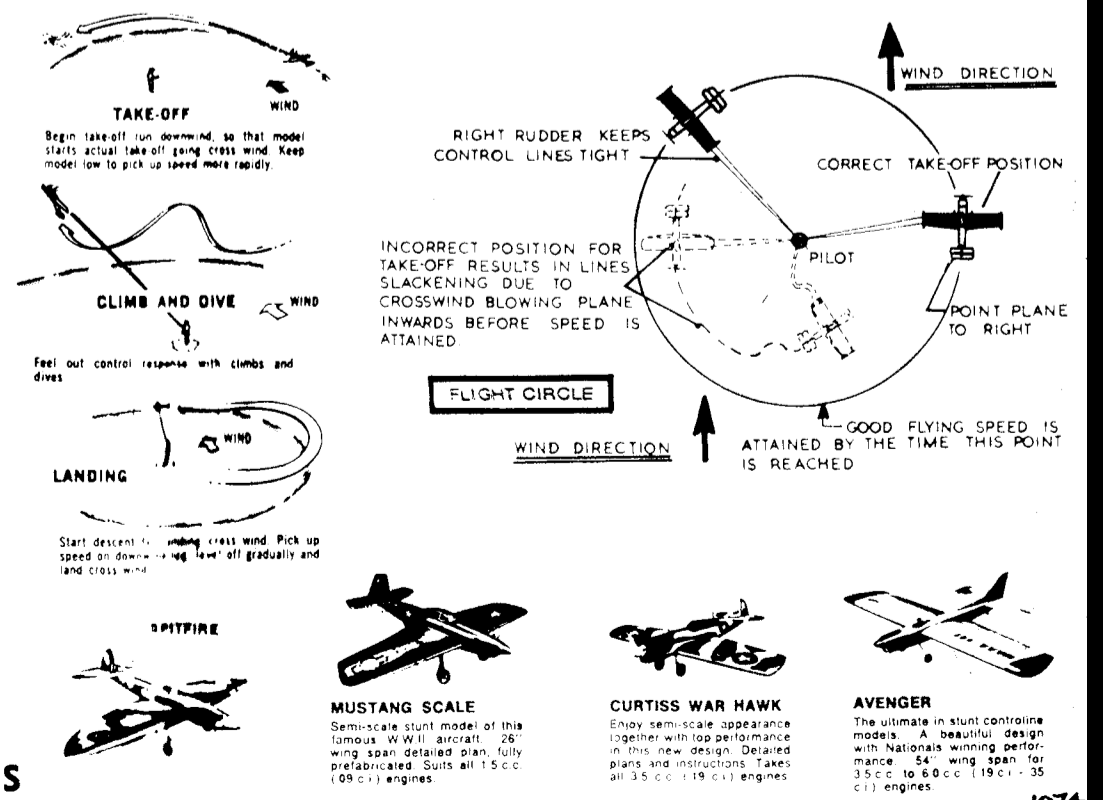 TAKE-OFF
WIND
Begin take-off run downwind, so that model
starts actual take-off going cross wind. Keep
model low to pick up speed more rapidly.
CLIMB AND DIVE
WIND
Feel out control response with climbs and
dives
WIND
LANDING
Start descent cross wind. Pick up
speed on level off gradually and
land cross wind
WIND DIRECTION
RIGHT RUDDER KEEPS
CONTROL LINES TIGHT
CORRECT TAKE-OFF POSITION
INCORRECT POSITION FOR
TAKE-OFF RESULTS IN LINES
SLACKENING DUE TO
CROSSWIND BLOWING PLANE
INWARDS BEFORE SPEED IS
ATTAINED.
PILOT
POINT PLANE
TO RIGHT
FLIGHT CIRCLE
WIND DIRECTION
GOOD FLYING SPEED IS
ATTAINED BY THE TIME THIS POINT
IS REACHED
SPITFIRE
MUSTANG SCALE
Semi-scale stunt model of this
famous W.W.II aircraft. 26"
wing span detailed plan, fully
prefabricated. Suits all 1.5 c.c.
(.09 c.i.) engines.
CURTISS WAR HAWK
Enjoy semi-scale appearance
together with top performance
in this new design. Detailed
plans and instructions. Takes
all 3.5 c.c. (.19 c.i.) engines
AVENGER
The ultimate in stunt controline
models. A beautiful design
with Nationals winning perfor-
mance. 54" wing span for
3.5 c.c. to 6.0 c.c. (.19 c.i. - .35
c.i.) engines.
S